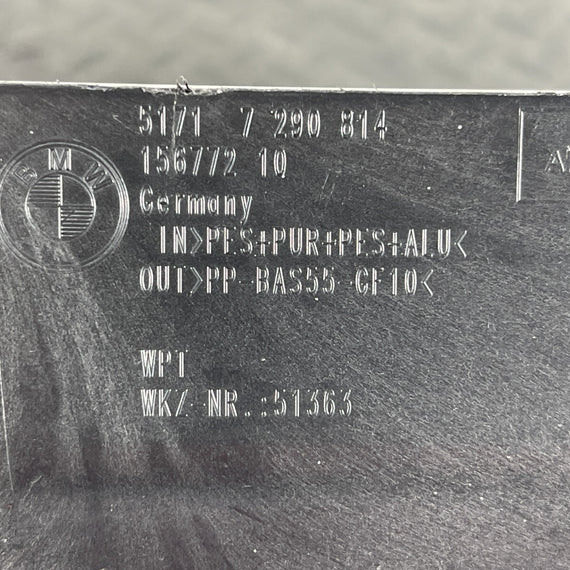 5171 7 290 814
156772 10
BMW
Germany
IN>PES+PUR+PES+ALU<
OUT>PP-BAS55-GF10<
WPT
WKZ-NR.:51363